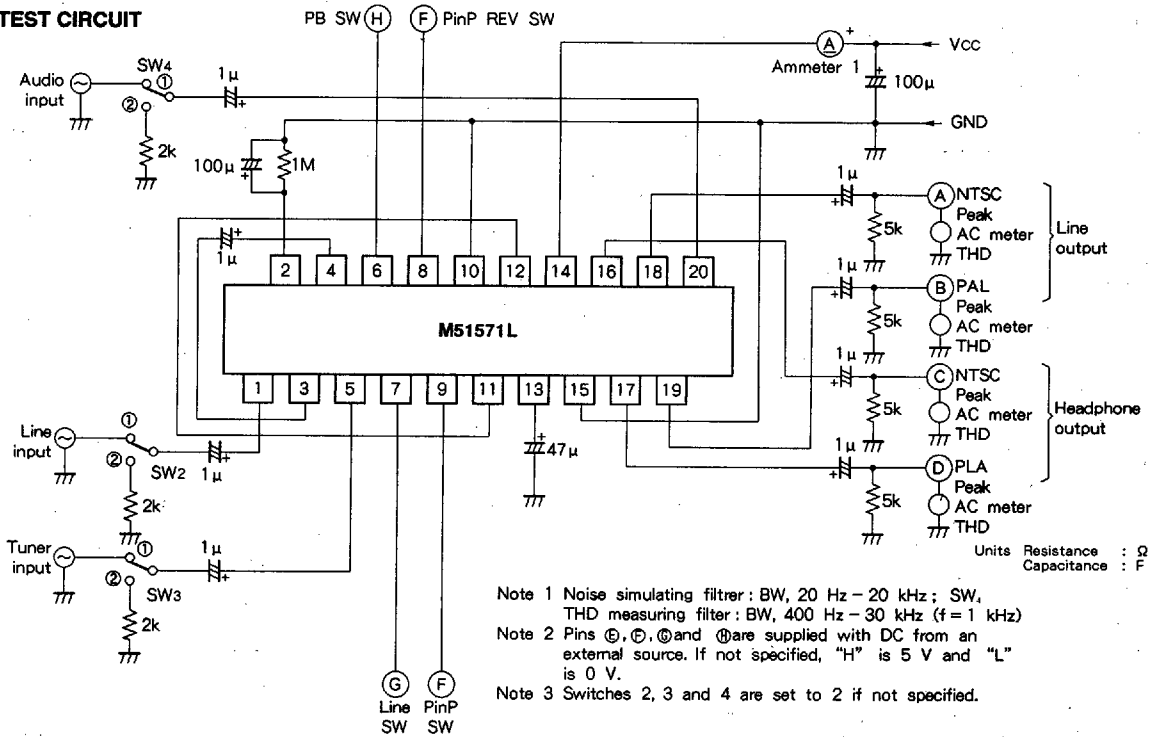 TEST CIRCUIT
PB SW Ⓗ
Ⓕ PinP REV SW
A
+
Vcc
Ammeter 1
+
100μ
GND
Audio input
SW4
①
②
1μ
+
2k
100μ
+
1M
1μ
+
2 4 6 8 10 12 14 16 18 20
M51571L
1 3 5 7 9 11 13 15 17 19
1μ
+
5k
Ⓐ NTSC
Peak
AC meter
THD
Line output
1μ
+
5k
Ⓑ PAL
Peak
AC meter
THD
1μ
+
5k
Ⓒ NTSC
Peak
AC meter
THD
Headphone output
1μ
+
5k
Ⓓ PLA
Peak
AC meter
THD
Line input
①
②
SW2
1μ
+
2k
Tuner input
①
②
SW3
1μ
+
2k
+
47μ
Ⓖ
Line
SW
Ⓕ
PinP
SW
Units Resistance : Ω
Capacitance : F
Note 1 Noise simulating filtrer : BW, 20 Hz – 20 kHz ; SW₄
THD measuring filter : BW, 400 Hz – 30 kHz (f = 1 kHz)
Note 2 Pins Ⓔ, Ⓕ, Ⓖ and Ⓗ are supplied with DC from an
external source. If not specified, "H" is 5 V and "L"
is 0 V.
Note 3 Switches 2, 3 and 4 are set to 2 if not specified.